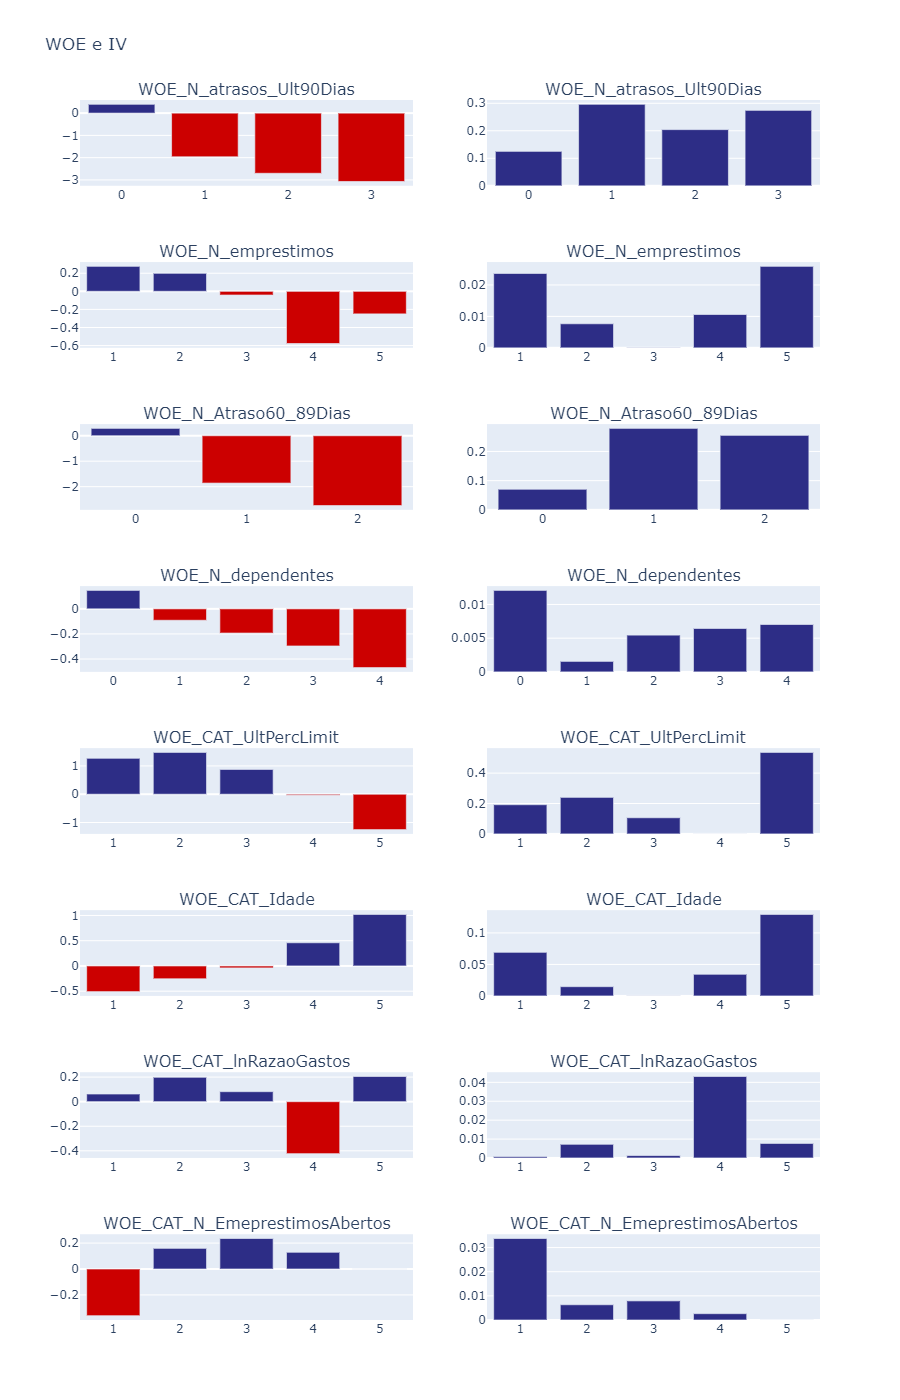 WOE e IV
WOE_N_atrasos_Ult90Dias
WOE_N_atrasos_Ult90Dias
0
−1
−2
−3
0 1 2 3
0.3
0.2
0.1
0
0 1 2 3
WOE_N_emprestimos
WOE_N_emprestimos
0.2
0
−0.2
−0.4
−0.6
1 2 3 4 5
0.02
0.01
0
1 2 3 4 5
WOE_N_Atraso60_89Dias
WOE_N_Atraso60_89Dias
0
−1
−2
0 1 2
0.2
0.1
0
0 1 2
WOE_N_dependentes
WOE_N_dependentes
0
−0.2
−0.4
0 1 2 3 4
0.01
0.005
0
0 1 2 3 4
WOE_CAT_UltPercLimit
WOE_CAT_UltPercLimit
1
0
−1
1 2 3 4 5
0.4
0.2
0
1 2 3 4 5
WOE_CAT_Idade
WOE_CAT_Idade
1
0.5
0
−0.5
1 2 3 4 5
0.1
0.05
0
1 2 3 4 5
WOE_CAT_lnRazaoGastos
WOE_CAT_lnRazaoGastos
0.2
0
−0.2
−0.4
1 2 3 4 5
0.04
0.03
0.02
0.01
0
1 2 3 4 5
WOE_CAT_N_EmeprestimosAbertos
WOE_CAT_N_EmeprestimosAbertos
0.2
0
−0.2
1 2 3 4 5
0.03
0.02
0.01
0
1 2 3 4 5